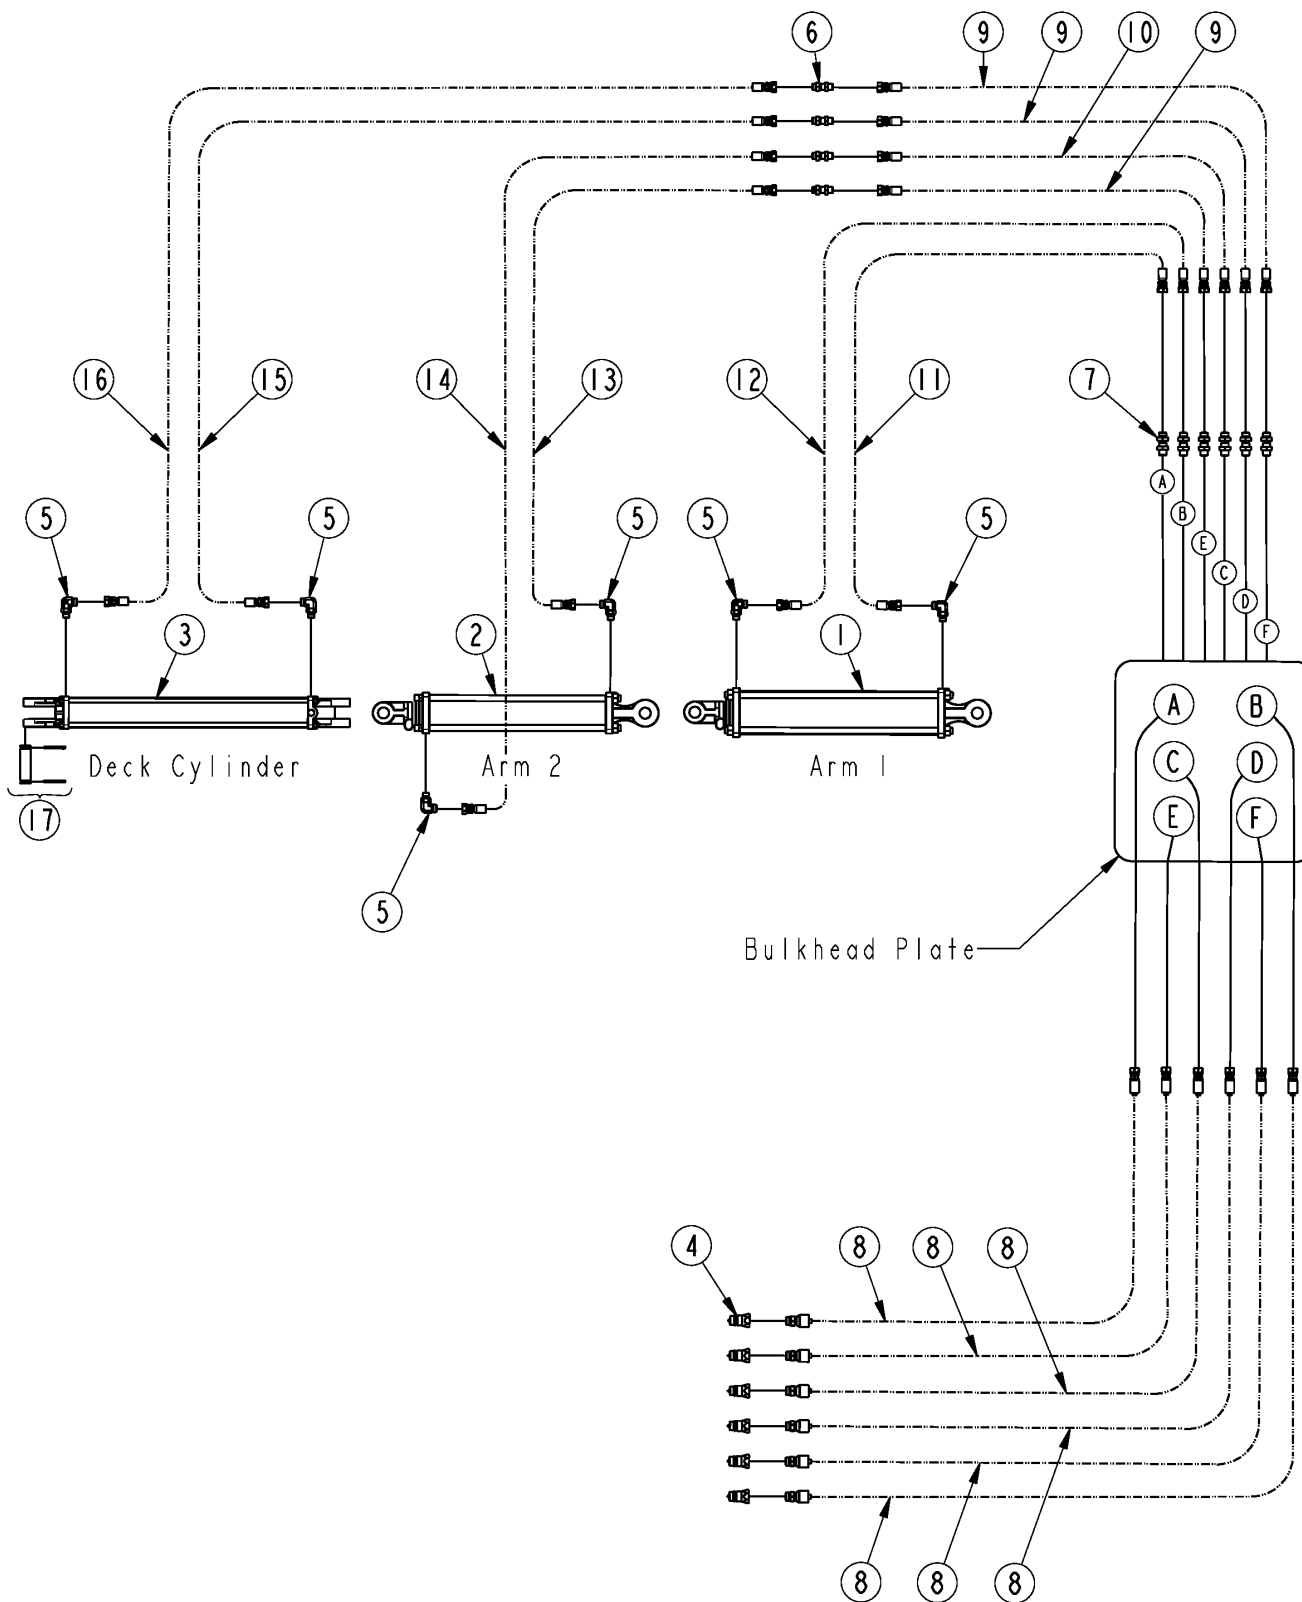 6 9 9 10 9
16 15 14 13 12 11 7
A
B
5 5 5 5 5
E
C
D
3 2 1 F
A B
Deck Cylinder Arm 2 Arm 1
C D
17 E F
5
Bulkhead Plate
4 8 8 8
8 8 8